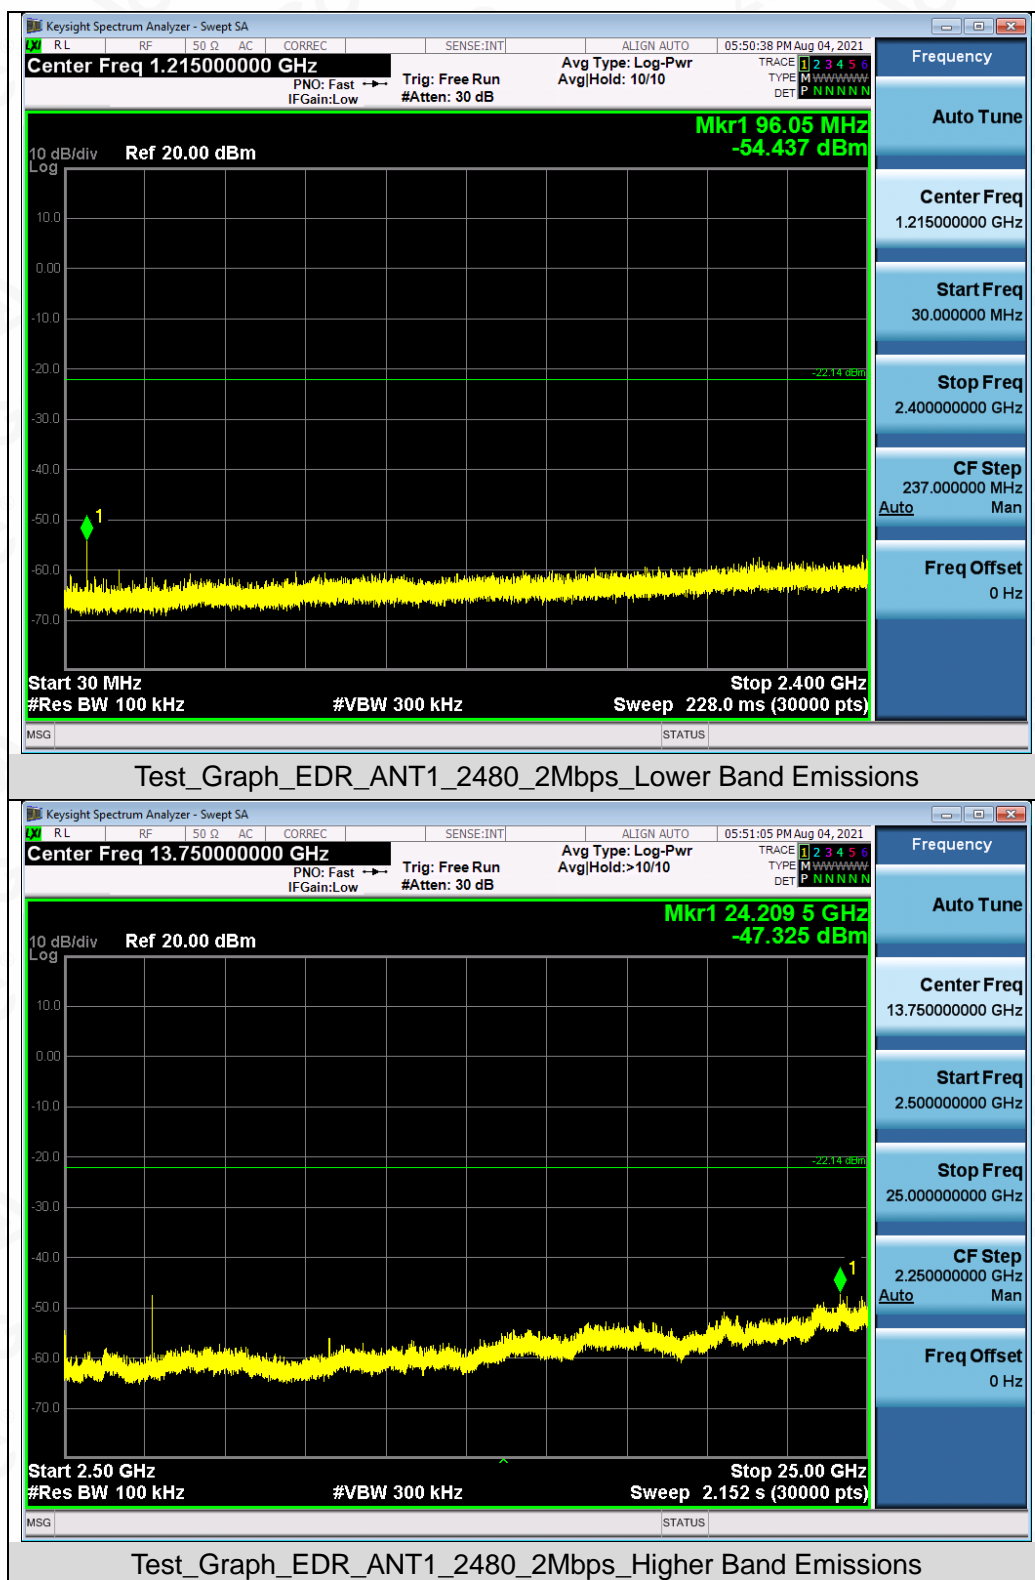 Keysight Spectrum Analyzer - Swept SA
LXI RL RF 50 Ω AC CORREC SENSE:INT ALIGN AUTO 05:50:38 PM Aug 04, 2021
Center Freq 1.215000000 GHz
PNO: Fast
IFGain:Low
Trig: Free Run
#Atten: 30 dB
Avg Type: Log-Pwr
Avg|Hold: 10/10
TRACE 1 2 3 4 5 6
TYPE M WWWWW
DET P NNNNN
Mkr1 96.05 MHz
-54.437 dBm
10 dB/div Ref 20.00 dBm
Log
10.0
0.00
-10.0
-20.0
-22.14 dBm
-30.0
-40.0
-50.0
1
-60.0
-70.0
Start 30 MHz Stop 2.400 GHz
#Res BW 100 kHz #VBW 300 kHz Sweep 228.0 ms (30000 pts)
MSG STATUS
Frequency
Auto Tune
Center Freq
1.215000000 GHz
Start Freq
30.000000 MHz
Stop Freq
2.400000000 GHz
CF Step
237.000000 MHz
Auto Man
Freq Offset
0 Hz
Test_Graph_EDR_ANT1_2480_2Mbps_Lower Band Emissions
Keysight Spectrum Analyzer - Swept SA
LXI RL RF 50 Ω AC CORREC SENSE:INT ALIGN AUTO 05:51:05 PM Aug 04, 2021
Center Freq 13.750000000 GHz
PNO: Fast
IFGain:Low
Trig: Free Run
#Atten: 30 dB
Avg Type: Log-Pwr
Avg|Hold:>10/10
TRACE 1 2 3 4 5 6
TYPE M WWWWW
DET P NNNNN
Mkr1 24.209 5 GHz
-47.325 dBm
10 dB/div Ref 20.00 dBm
Log
10.0
0.00
-10.0
-20.0
-22.14 dBm
-30.0
-40.0
1
-50.0
-60.0
-70.0
Start 2.50 GHz Stop 25.00 GHz
#Res BW 100 kHz #VBW 300 kHz Sweep 2.152 s (30000 pts)
MSG STATUS
Frequency
Auto Tune
Center Freq
13.750000000 GHz
Start Freq
2.500000000 GHz
Stop Freq
25.000000000 GHz
CF Step
2.250000000 GHz
Auto Man
Freq Offset
0 Hz
Test_Graph_EDR_ANT1_2480_2Mbps_Higher Band Emissions